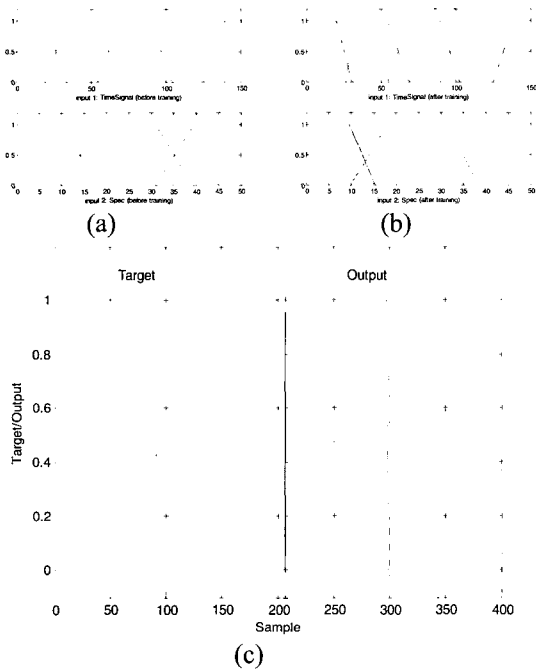 1
0.5
0
0 50 100 150
input 1: TimeSignal (before training)
1
0.5
0
0 5 10 15 20 25 30 35 40 45 50
input 2: Spec (before training)
(a)
1
0.5
0
0 50 100 150
input 1: TimeSignal (after training)
1
0.5
0
0 5 10 15 20 25 30 35 40 45 50
input 2: Spec (after training)
(b)
Target Output
1
0.8
0.6
0.4
0.2
0
Target/Output
0 50 100 150 200 250 300 350 400
Sample
(c)